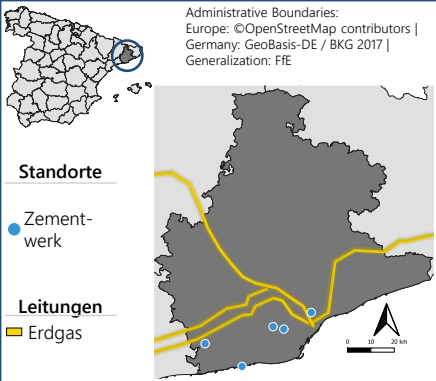 Administrative Boundaries:
Europe: ©OpenStreetMap contributors |
Germany: GeoBasis-DE / BKG 2017 |
Generalization: FfE
Standorte
Zement-
werk
Leitungen
Erdgas
0 10 20 km